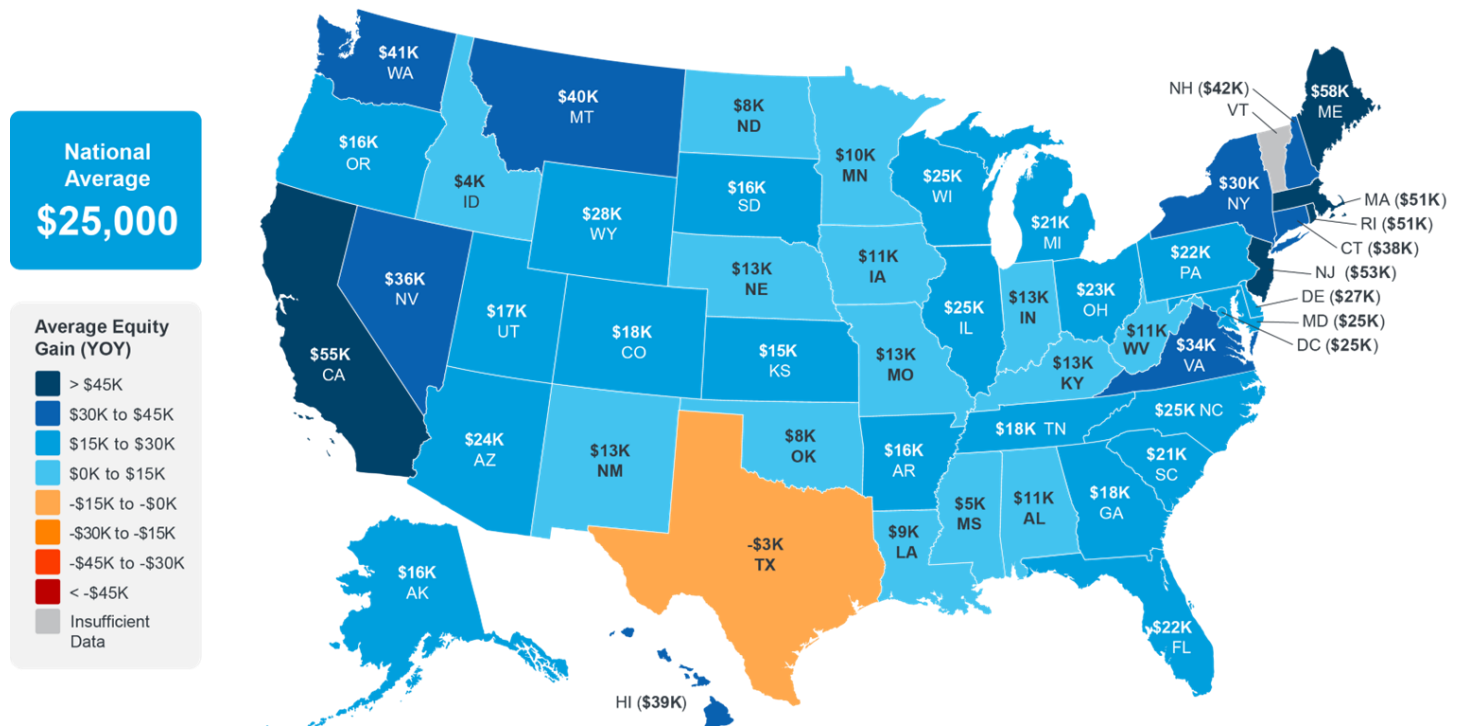 National
Average
$25,000
Average Equity
Gain (YOY)
> $45K
$30K to $45K
$15K to $30K
$0K to $15K
-$15K to -$0K
-$30K to -$15K
-$45K to -$30K
< -$45K
Insufficient
Data
$41K
WA
$16K
OR
$4K
ID
$40K
MT
$8K
ND
$10K
MN
$25K
WI
$21K
MI
$16K
SD
$28K
WY
$55K
CA
$36K
NV
$17K
UT
$18K
CO
$13K
NE
$11K
IA
$25K
IL
$13K
IN
$23K
OH
$22K
PA
$30K
NY
NH ($42K)
VT
$58K
ME
MA ($51K)
RI ($51K)
CT ($38K)
NJ ($53K)
DE ($27K)
MD ($25K)
DC ($25K)
$11K
WV
$34K
VA
$15K
KS
$13K
MO
$13K
KY
$25K NC
$18K TN
$21K
SC
$24K
AZ
$13K
NM
$8K
OK
$16K
AR
$5K
MS
$11K
AL
$18K
GA
$9K
LA
-$3K
TX
$22K
FL
$16K
AK
HI ($39K)